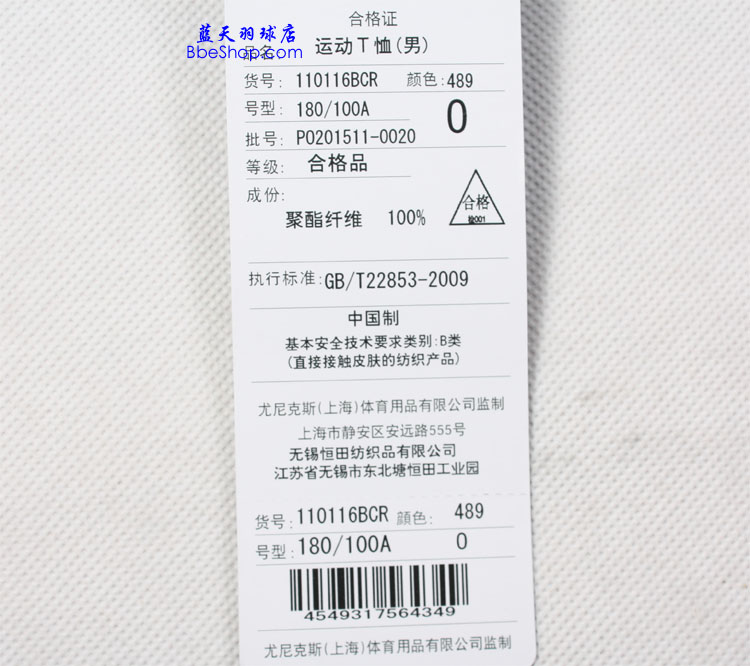 合格证
蓝天羽球店
BbeShop.com
品名 运动T恤(男)
货号: 110116BCR 颜色: 489
号型: 180/100A 0
批号: PO201511-0020
等级: 合格品
成份:
聚酯纤维 100%
合格
检001
执行标准: GB/T22853-2009
中国制
基本安全技术要求类别:B类
(直接接触皮肤的纺织产品)
尤尼克斯(上海)体育用品有限公司监制
上海市静安区安远路555号
无锡恒田纺织品有限公司
江苏省无锡市东北塘恒田工业园
货号: 110116BCR 顔色: 489
号型: 180/100A 0
4549317564349
尤尼克斯(上海)体育用品有限公司监制